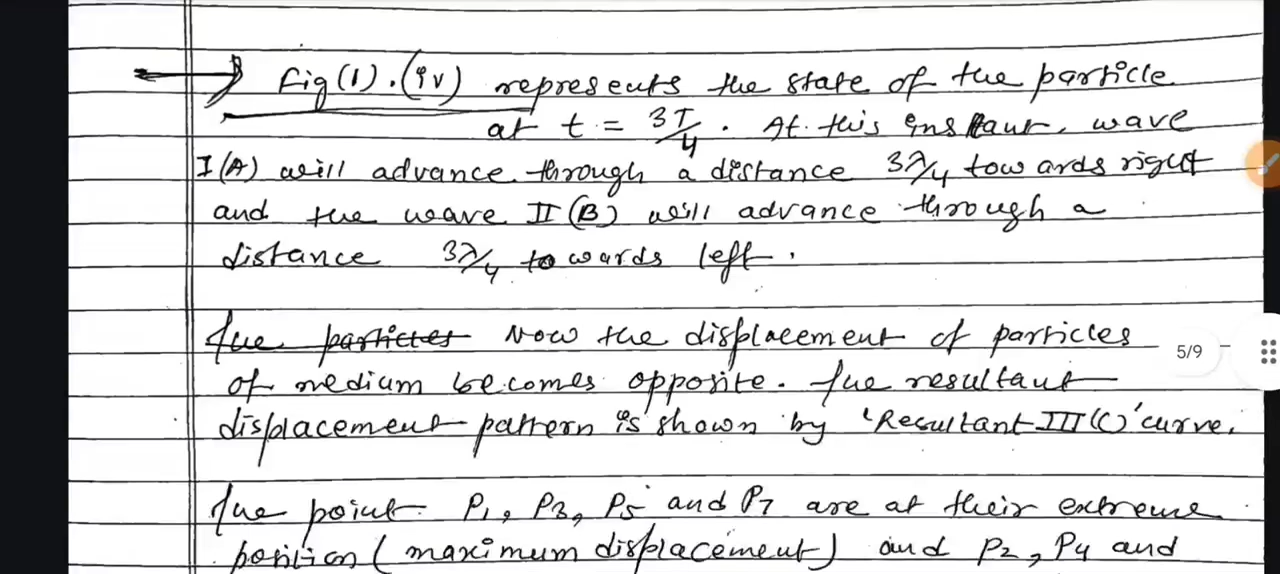 Fig(1).(iv) represents the state of the particle
at t = 3T/4. At this instant, wave
I(A) will advance through a distance 3λ/4 towards right
and the wave II(B) will advance through a
distance 3λ/4 towards left.
The particles Now the displacement of particles
5/9
of medium becomes opposite. The resultant
displacement pattern is shown by 'Resultant III(C)' curve.
The point P1, P3, P5 and P7 are at their extreme
position (maximum displacement) and P2, P4 and